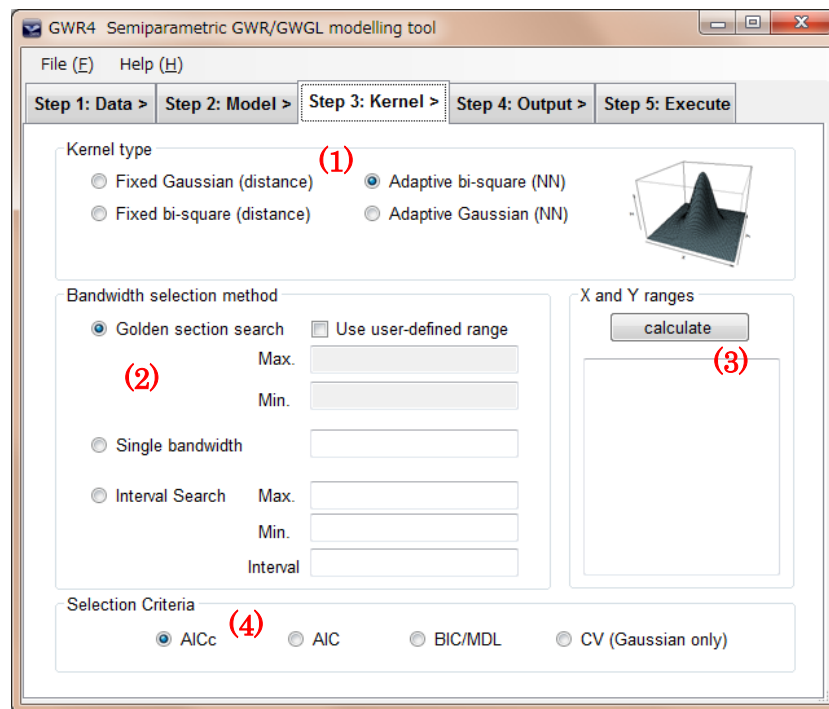 GWR4 Semiparametric GWR/GWGL modelling tool
File (F) Help (H)
Step 1: Data > Step 2: Model > Step 3: Kernel > Step 4: Output > Step 5: Execute
Kernel type
(1)
Fixed Gaussian (distance) Adaptive bi-square (NN)
Fixed bi-square (distance) Adaptive Gaussian (NN)
Bandwidth selection method
Golden section search Use user-defined range
Max.
(2)
Min.
Single bandwidth
Interval Search Max.
Min.
Interval
X and Y ranges
calculate
(3)
Selection Criteria
(4)
AICc AIC BIC/MDL CV (Gaussian only)